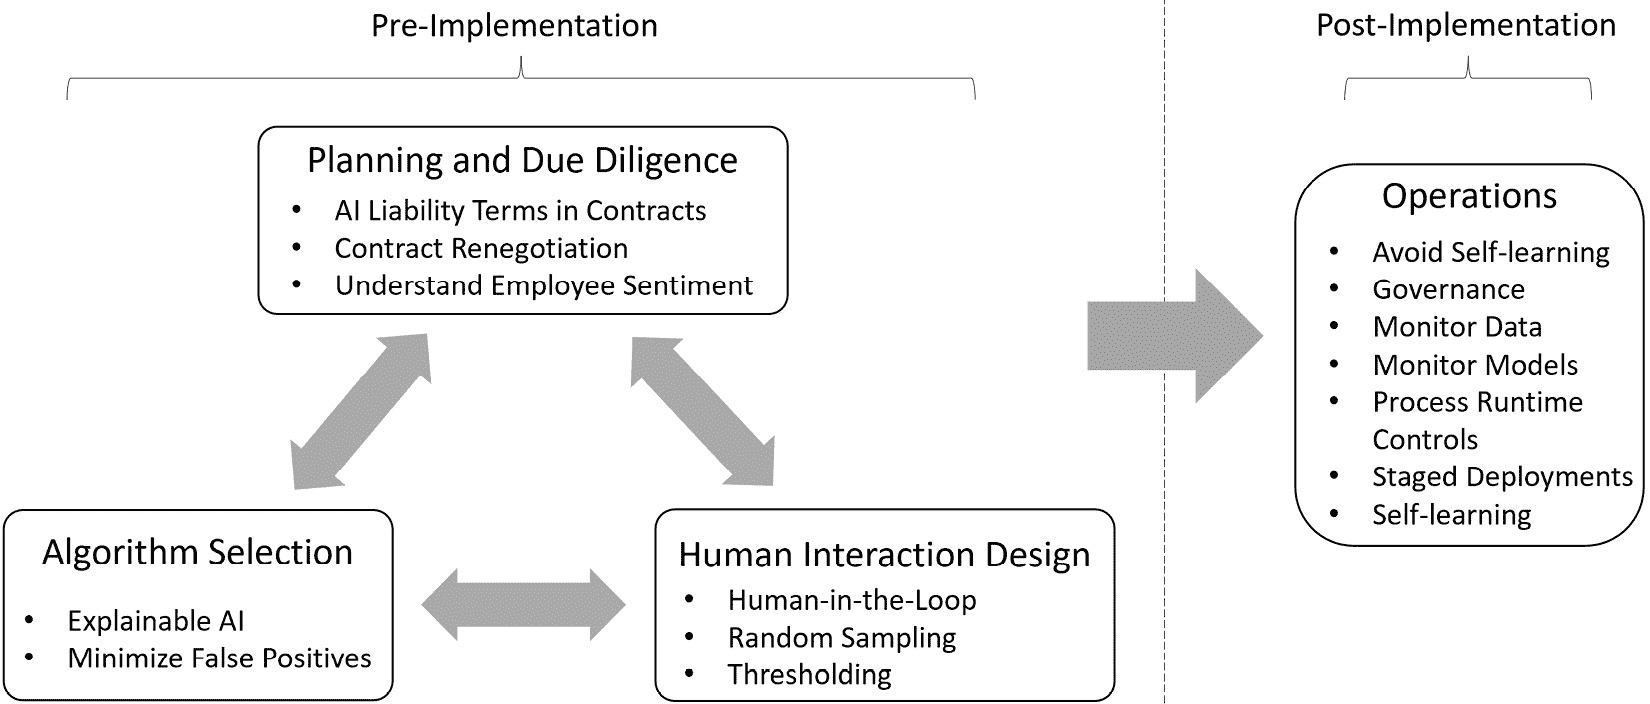 Pre-Implementation
Post-Implementation
Planning and Due Diligence
• AI Liability Terms in Contracts
• Contract Renegotiation
• Understand Employee Sentiment
Algorithm Selection
• Explainable AI
• Minimize False Positives
Human Interaction Design
• Human-in-the-Loop
• Random Sampling
• Thresholding
Operations
• Avoid Self-learning
• Governance
• Monitor Data
• Monitor Models
• Process Runtime
Controls
• Staged Deployments
• Self-learning